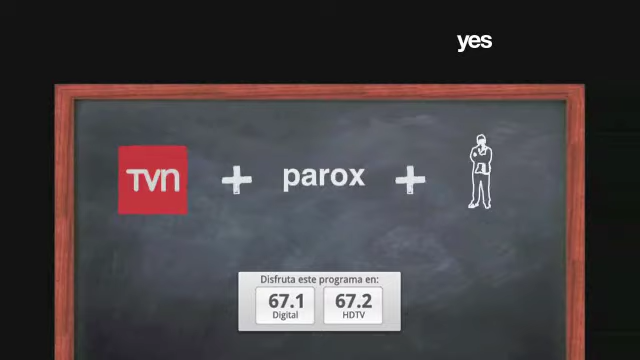 yes
TVN + parox +
Disfruta este programa en:
67.1 67.2
Digital HDTV